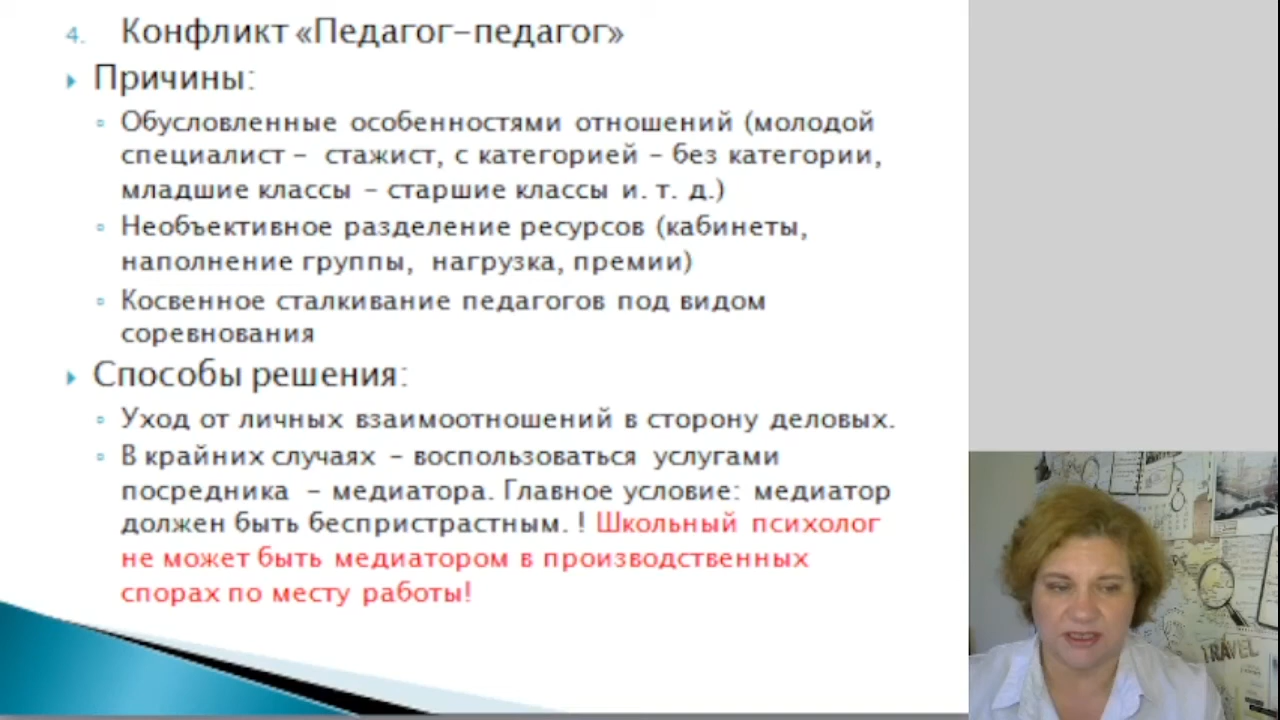 4. Конфликт «Педагог-педагог»
Причины:
Обусловленные особенностями отношений (молодой
специалист – стажист, с категорией – без категории,
младшие классы – старшие классы и. т. д.)
Необъективное разделение ресурсов (кабинеты,
наполнение группы, нагрузка, премии)
Косвенное сталкивание педагогов под видом
соревнования
Способы решения:
Уход от личных взаимоотношений в сторону деловых.
В крайних случаях – воспользоваться услугами
посредника – медиатора. Главное условие: медиатор
должен быть беспристрастным. ! Школьный психолог
не может быть медиатором в производственных
спорах по месту работы!
TRAVEL